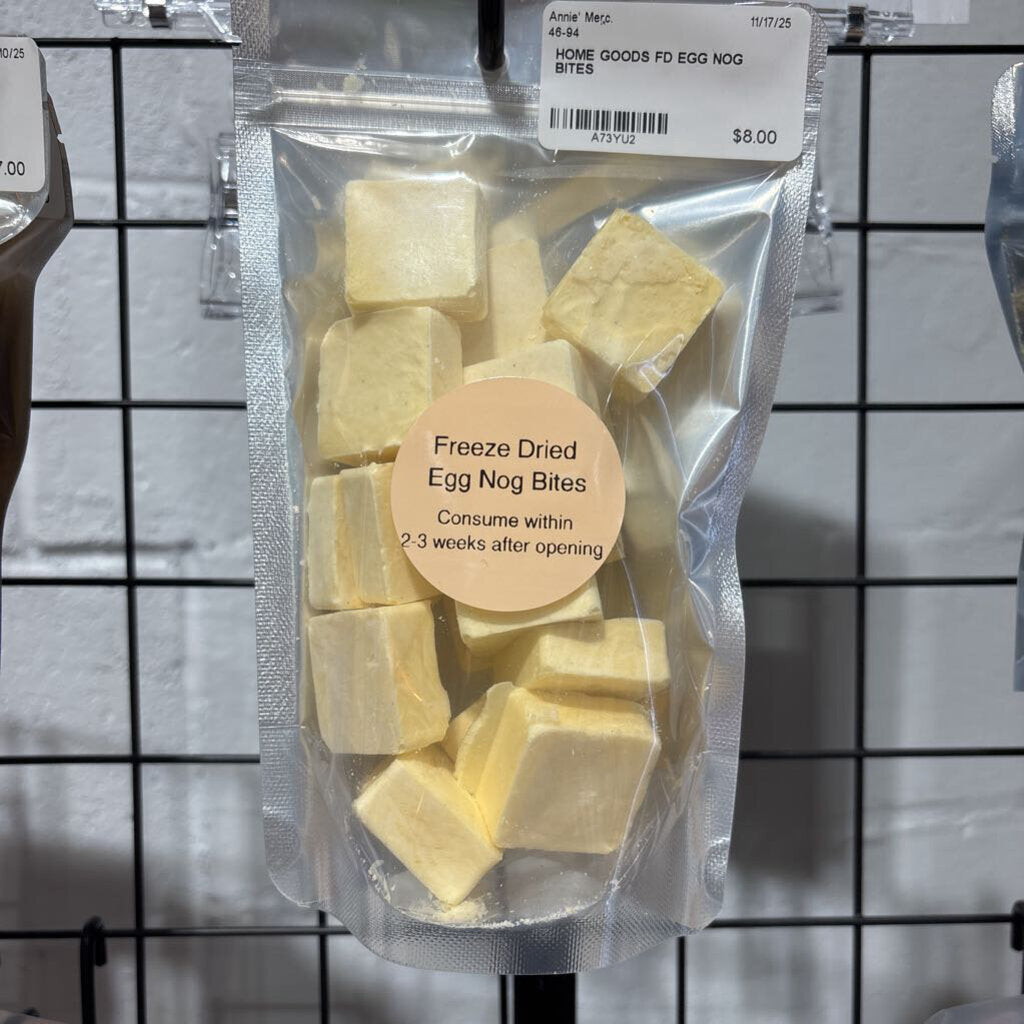 Annie' Merc. 11/17/25
46-94
HOME GOODS FD EGG NOG
BITES
A73YU2
$8.00
Freeze Dried
Egg Nog Bites
Consume within
2-3 weeks after opening